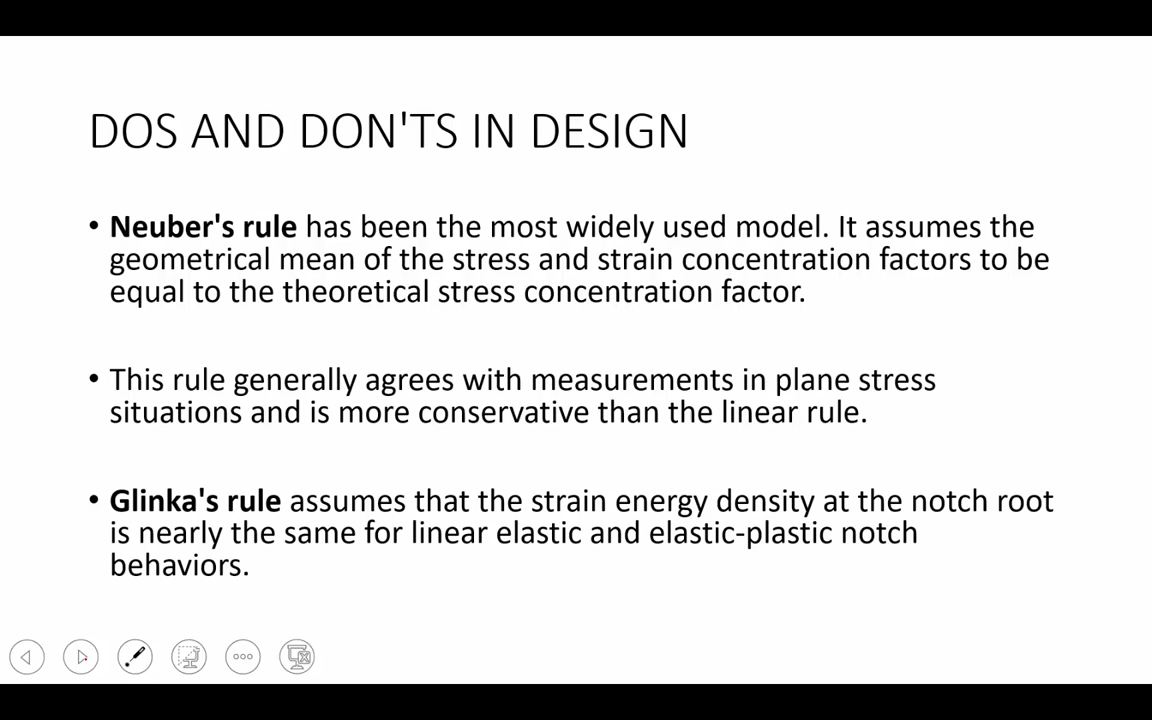 DOS AND DON'TS IN DESIGN
• Neuber's rule has been the most widely used model. It assumes the
geometrical mean of the stress and strain concentration factors to be
equal to the theoretical stress concentration factor.
• This rule generally agrees with measurements in plane stress
situations and is more conservative than the linear rule.
• Glinka's rule assumes that the strain energy density at the notch root
is nearly the same for linear elastic and elastic-plastic notch
behaviors.